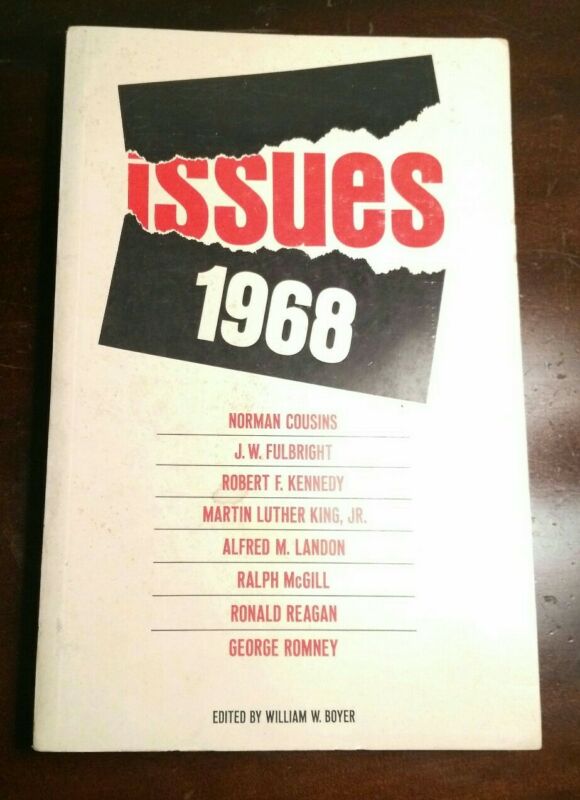 issues
1968
NORMAN COUSINS
J. W. FULBRIGHT
ROBERT F. KENNEDY
MARTIN LUTHER KING, JR.
ALFRED M. LANDON
RALPH McGILL
RONALD REAGAN
GEORGE ROMNEY
EDITED BY WILLIAM W. BOYER